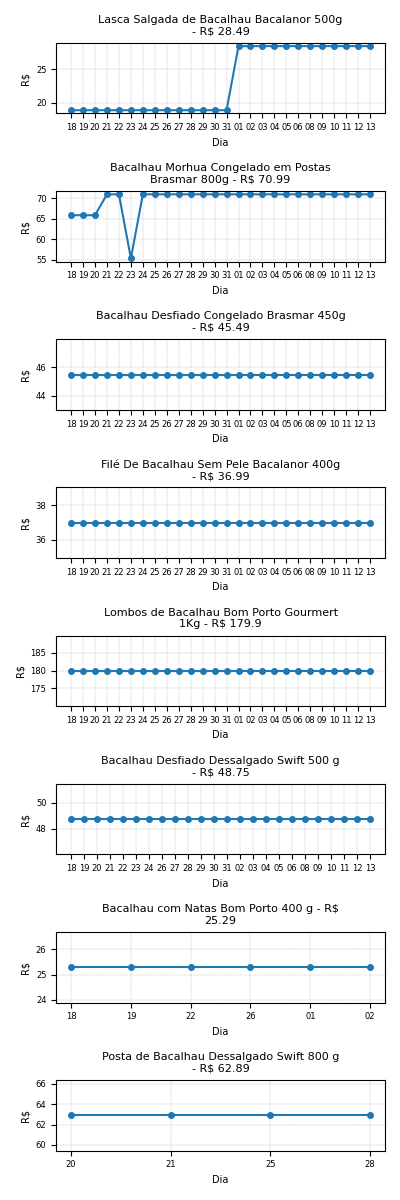 Lasca Salgada de Bacalhau Bacalanor 500g
- R$ 28.49
25
20
R$
18 19 20 21 22 23 24 25 26 27 28 29 30 31 01 02 03 04 05 06 08 09 10 11 12 13
Dia
Bacalhau Morhua Congelado em Postas
Brasmar 800g - R$ 70.99
70
65
60
55
R$
18 19 20 21 22 23 24 25 26 27 28 29 30 31 01 02 03 04 05 06 08 09 10 11 12 13
Dia
Bacalhau Desfiado Congelado Brasmar 450g
- R$ 45.49
46
44
R$
18 19 20 21 22 23 24 25 26 27 28 29 30 31 01 02 03 04 05 06 08 09 10 11 12 13
Dia
Filé De Bacalhau Sem Pele Bacalanor 400g
- R$ 36.99
38
36
R$
18 19 20 21 22 23 24 25 26 27 28 29 30 31 01 02 03 04 05 06 08 09 10 11 12 13
Dia
Lombos de Bacalhau Bom Porto Gourmert
1Kg - R$ 179.9
185
180
175
R$
18 19 20 21 22 23 24 25 26 27 28 29 30 31 01 02 03 04 05 06 08 09 10 11 12 13
Dia
Bacalhau Desfiado Dessalgado Swift 500 g
- R$ 48.75
50
48
R$
18 19 20 21 22 23 24 25 26 27 28 29 30 31 02 03 05 06 08 09 10 11 12 13
Dia
Bacalhau com Natas Bom Porto 400 g - R$
25.29
26
25
24
R$
18 19 22 26 01 02
Dia
Posta de Bacalhau Dessalgado Swift 800 g
- R$ 62.89
66
64
62
60
R$
20 21 25 28
Dia